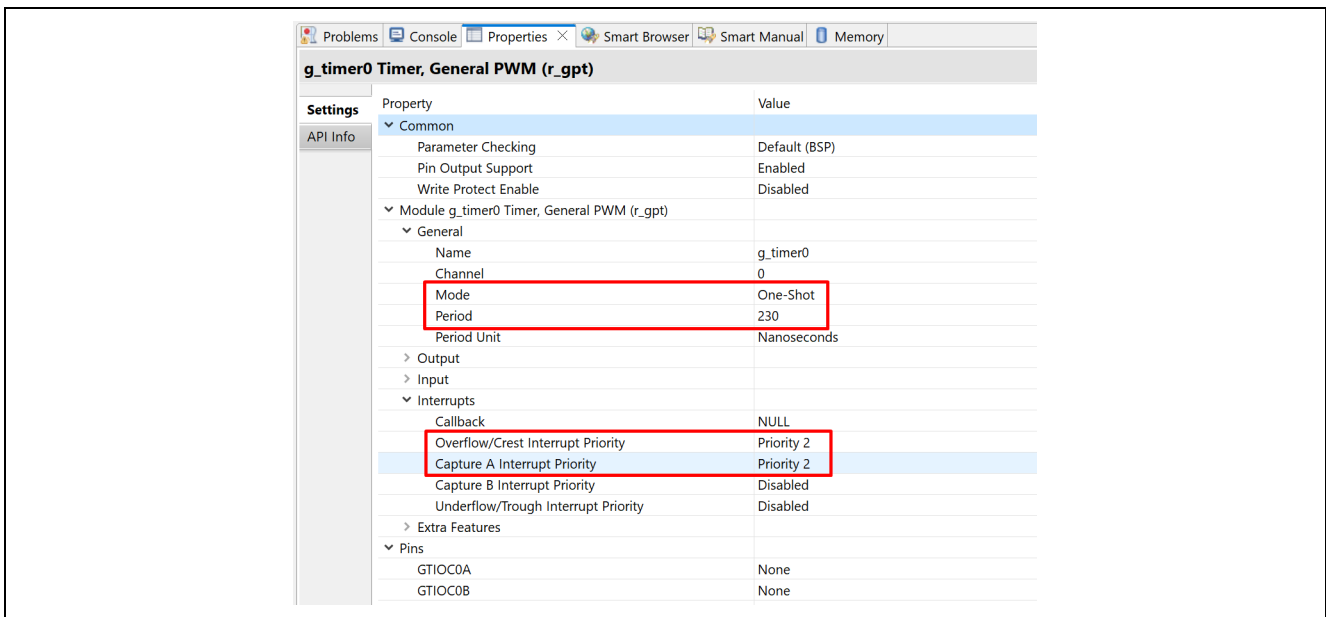 Problems Console Properties Smart Browser Smart Manual Memory
g_timer0 Timer, General PWM (r_gpt)
Settings
API Info
Property Value
Common
Parameter Checking Default (BSP)
Pin Output Support Enabled
Write Protect Enable Disabled
Module g_timer0 Timer, General PWM (r_gpt)
General
Name g_timer0
Channel 0
Mode One-Shot
Period 230
Period Unit Nanoseconds
Output
Input
Interrupts
Callback NULL
Overflow/Crest Interrupt Priority Priority 2
Capture A Interrupt Priority Priority 2
Capture B Interrupt Priority Disabled
Underflow/Trough Interrupt Priority Disabled
Extra Features
Pins
GTIOC0A None
GTIOC0B None